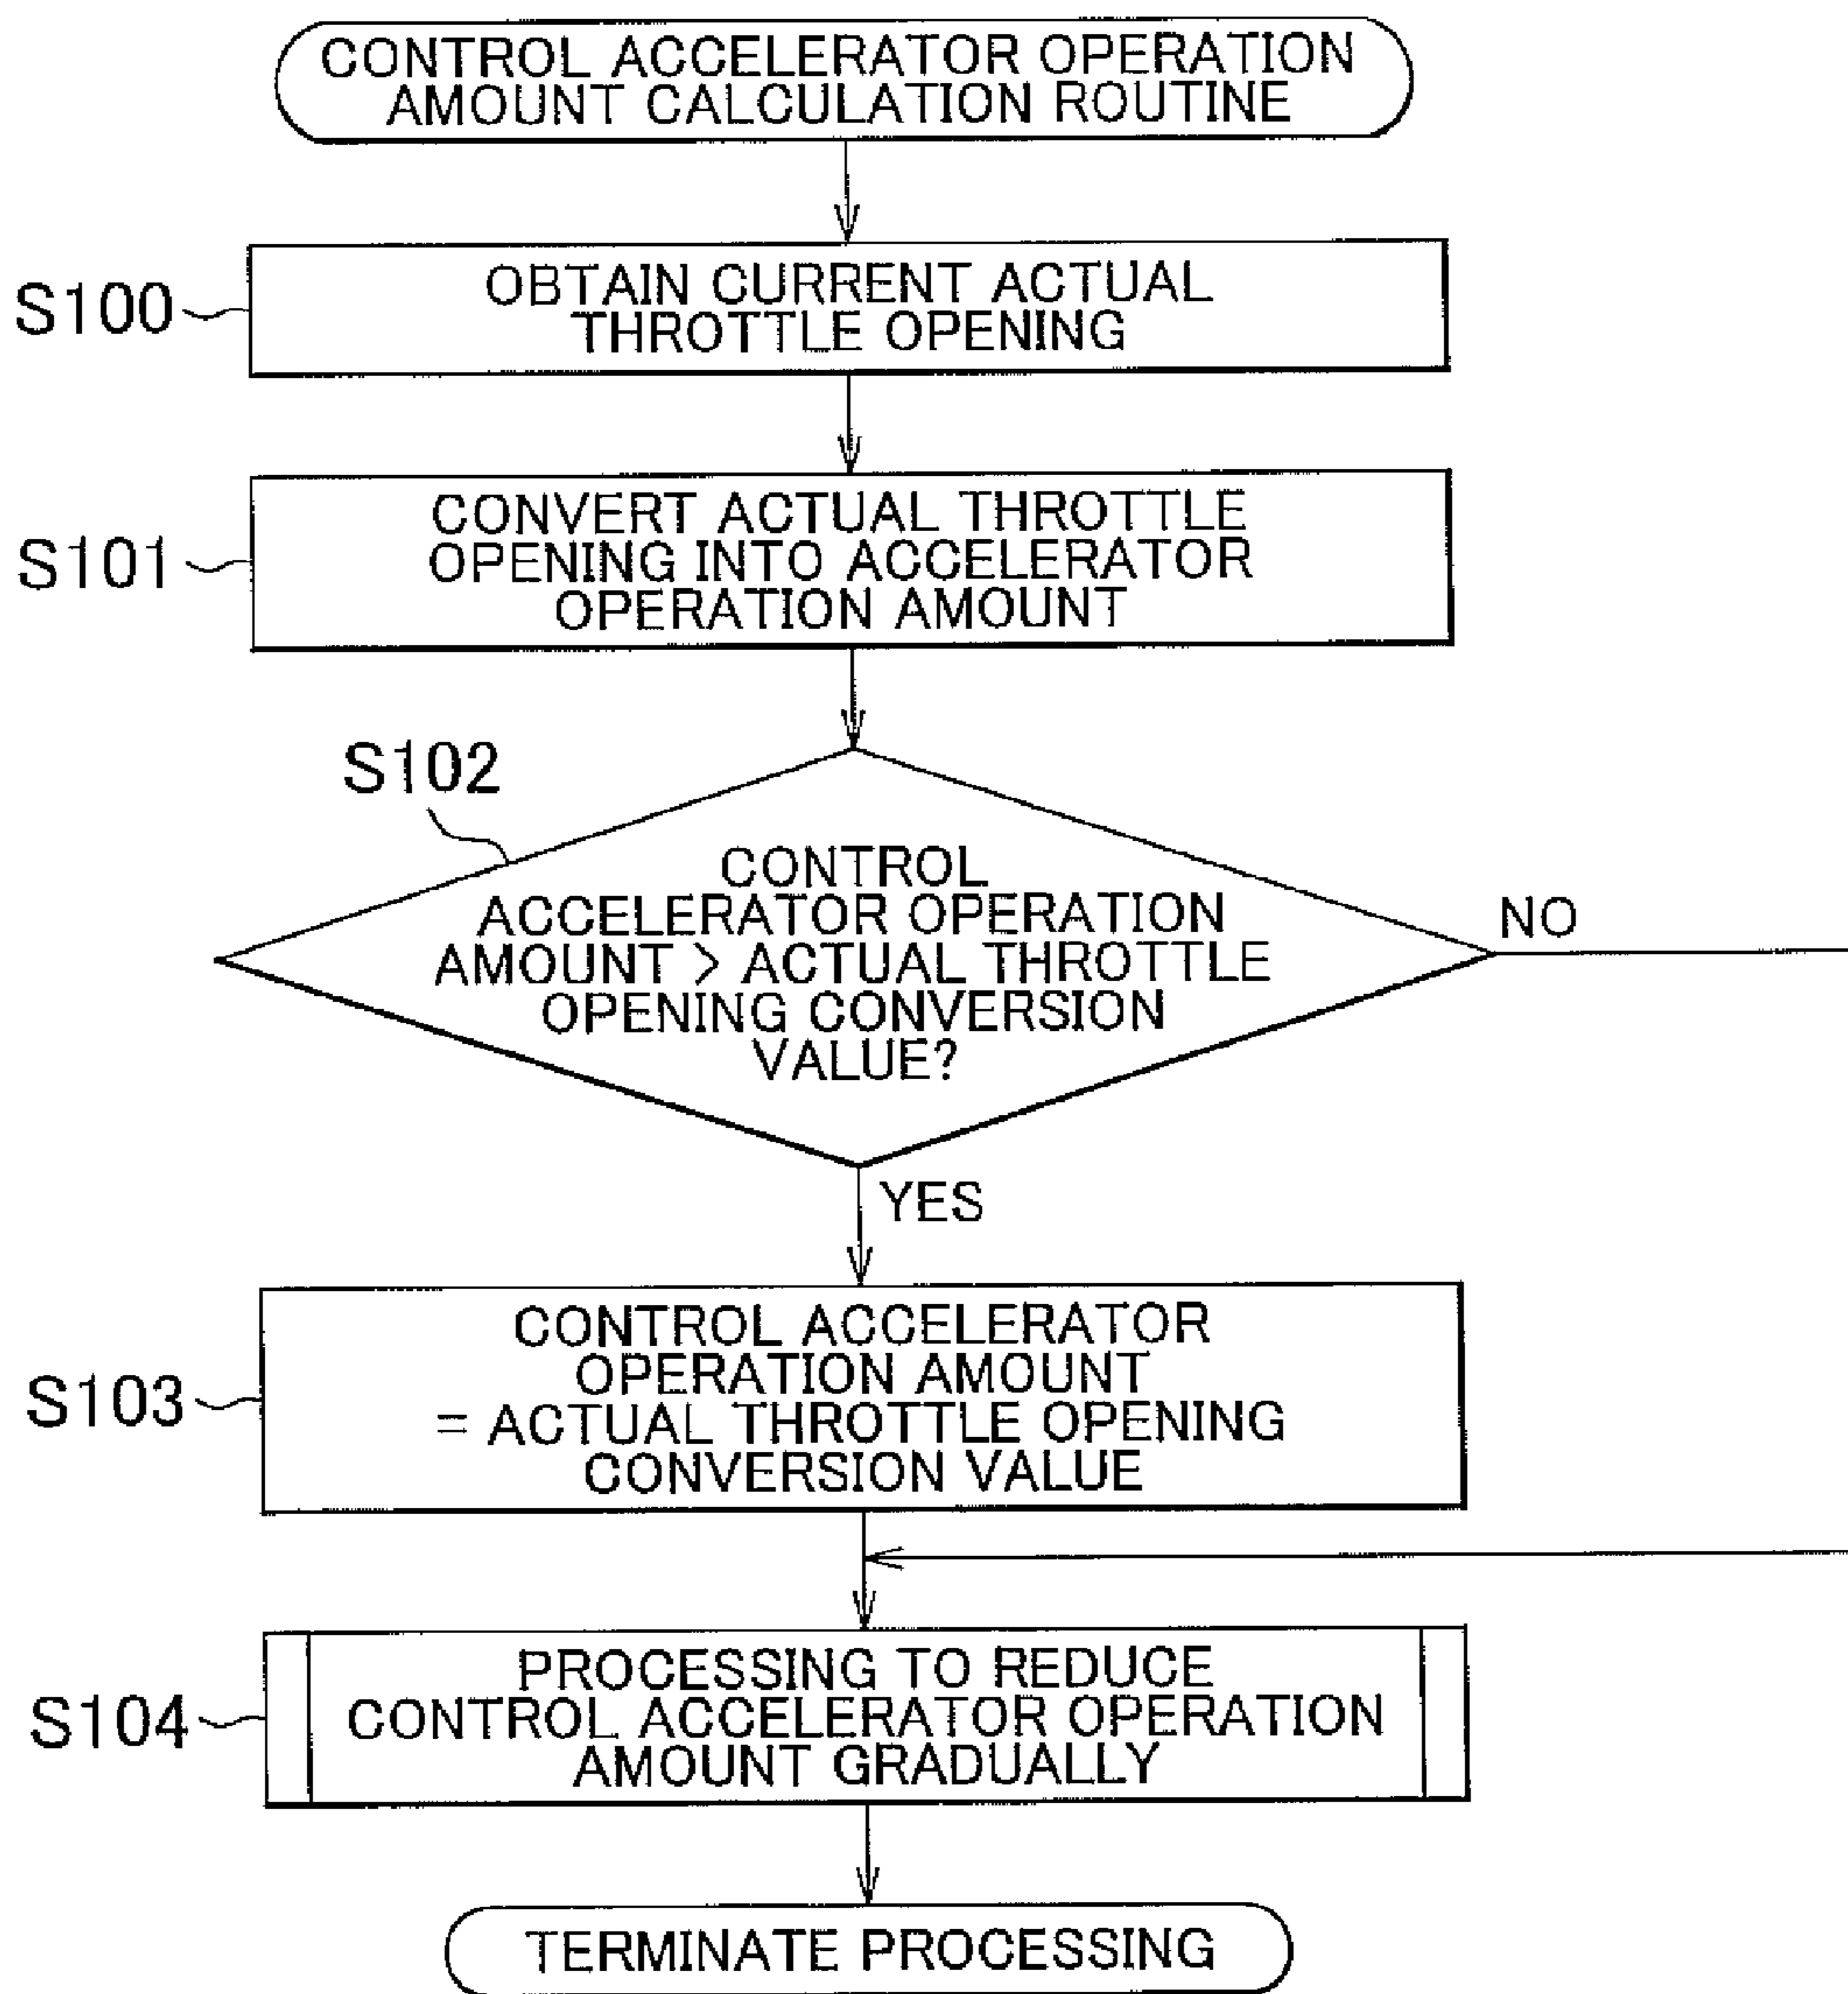 CONTROL ACCELERATOR OPERATION
AMOUNT CALCULATION ROUTINE
S100
OBTAIN CURRENT ACTUAL
THROTTLE OPENING
S101
CONVERT ACTUAL THROTTLE
OPENING INTO ACCELERATOR
OPERATION AMOUNT
S102
CONTROL
ACCELERATOR OPERATION
AMOUNT > ACTUAL THROTTLE
OPENING CONVERSION
VALUE?
NO
YES
S103
CONTROL ACCELERATOR
OPERATION AMOUNT
= ACTUAL THROTTLE OPENING
CONVERSION VALUE
S104
PROCESSING TO REDUCE
CONTROL ACCELERATOR OPERATION
AMOUNT GRADUALLY
TERMINATE PROCESSING